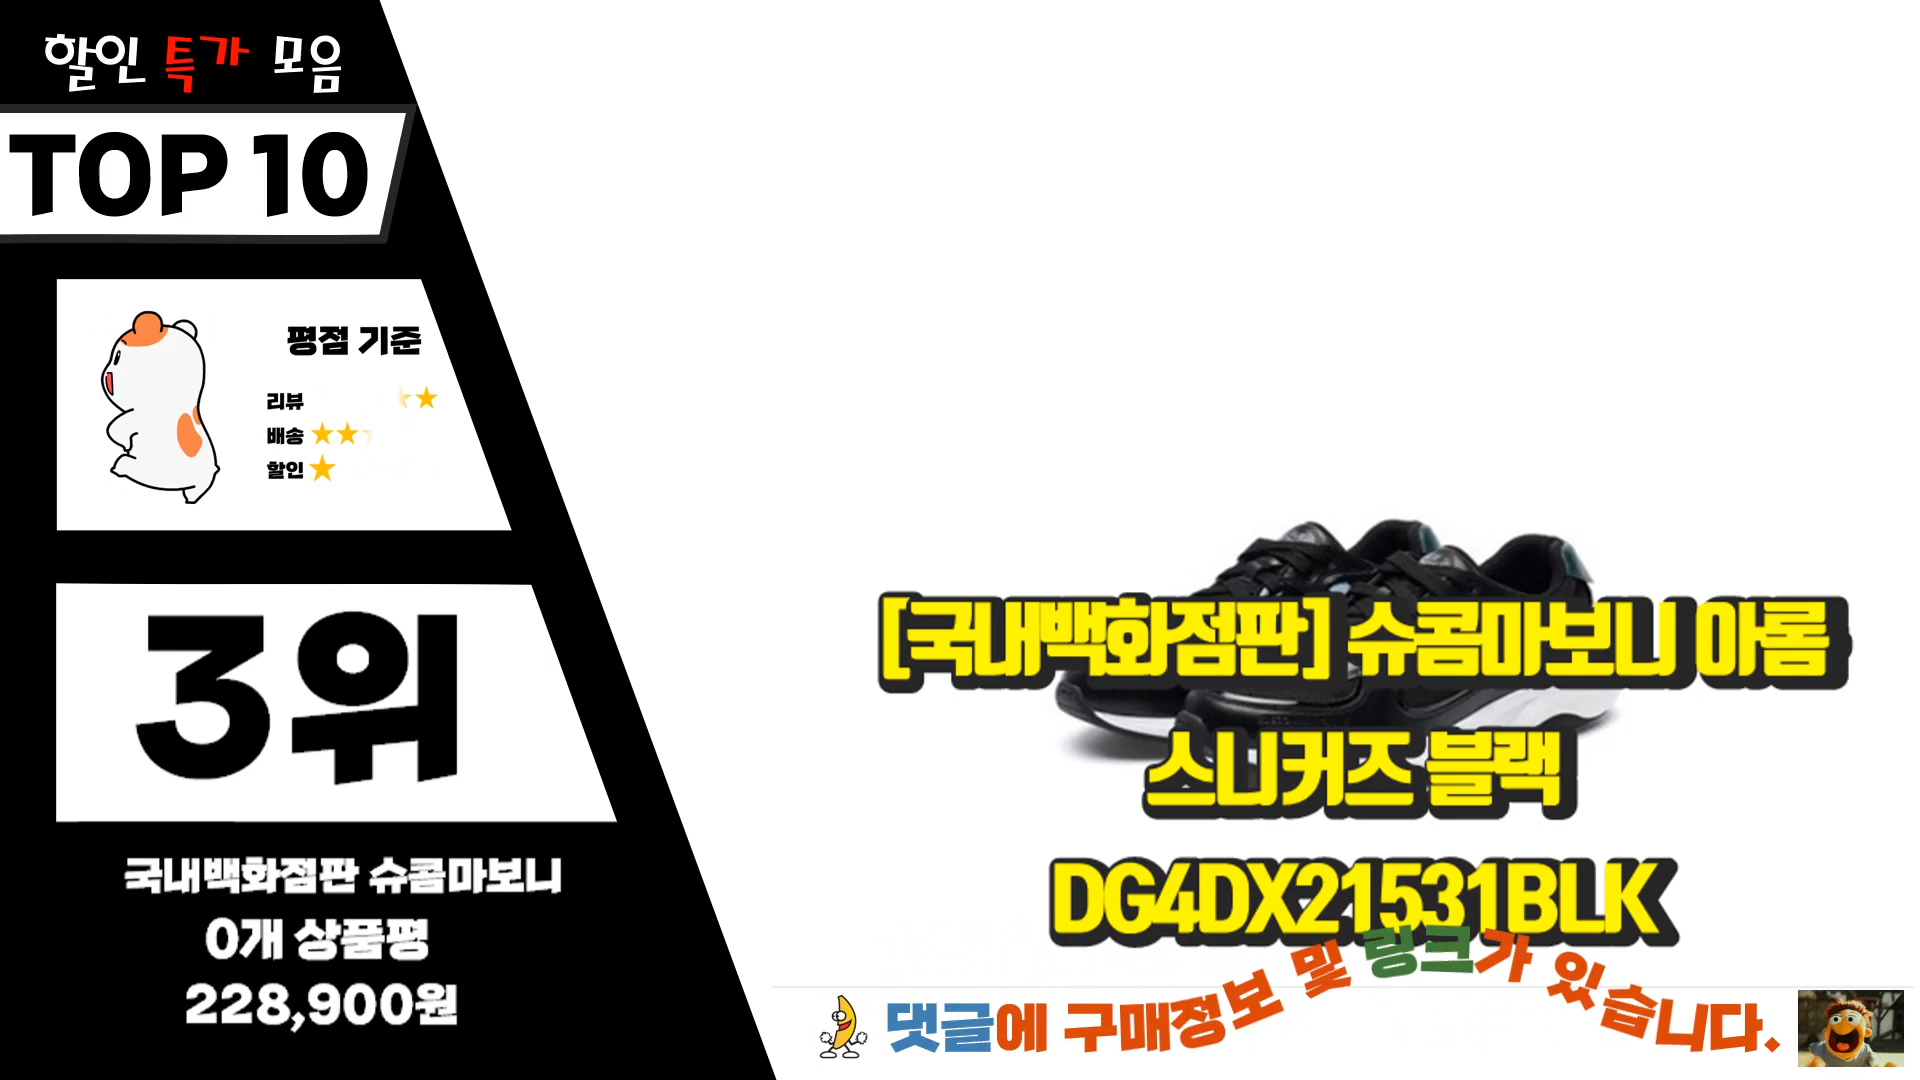 할인 특가 모음
TOP 10
평점 기준
리뷰
배송
할인
3위
국내백화점판 슈콤마보니
0개 상품평
228,900원
[국내백화점판] 슈콤마보니 아롬
스니커즈 블랙
DG4DX21531BLK
댓글에 구매정보 및 링크가 있습니다.